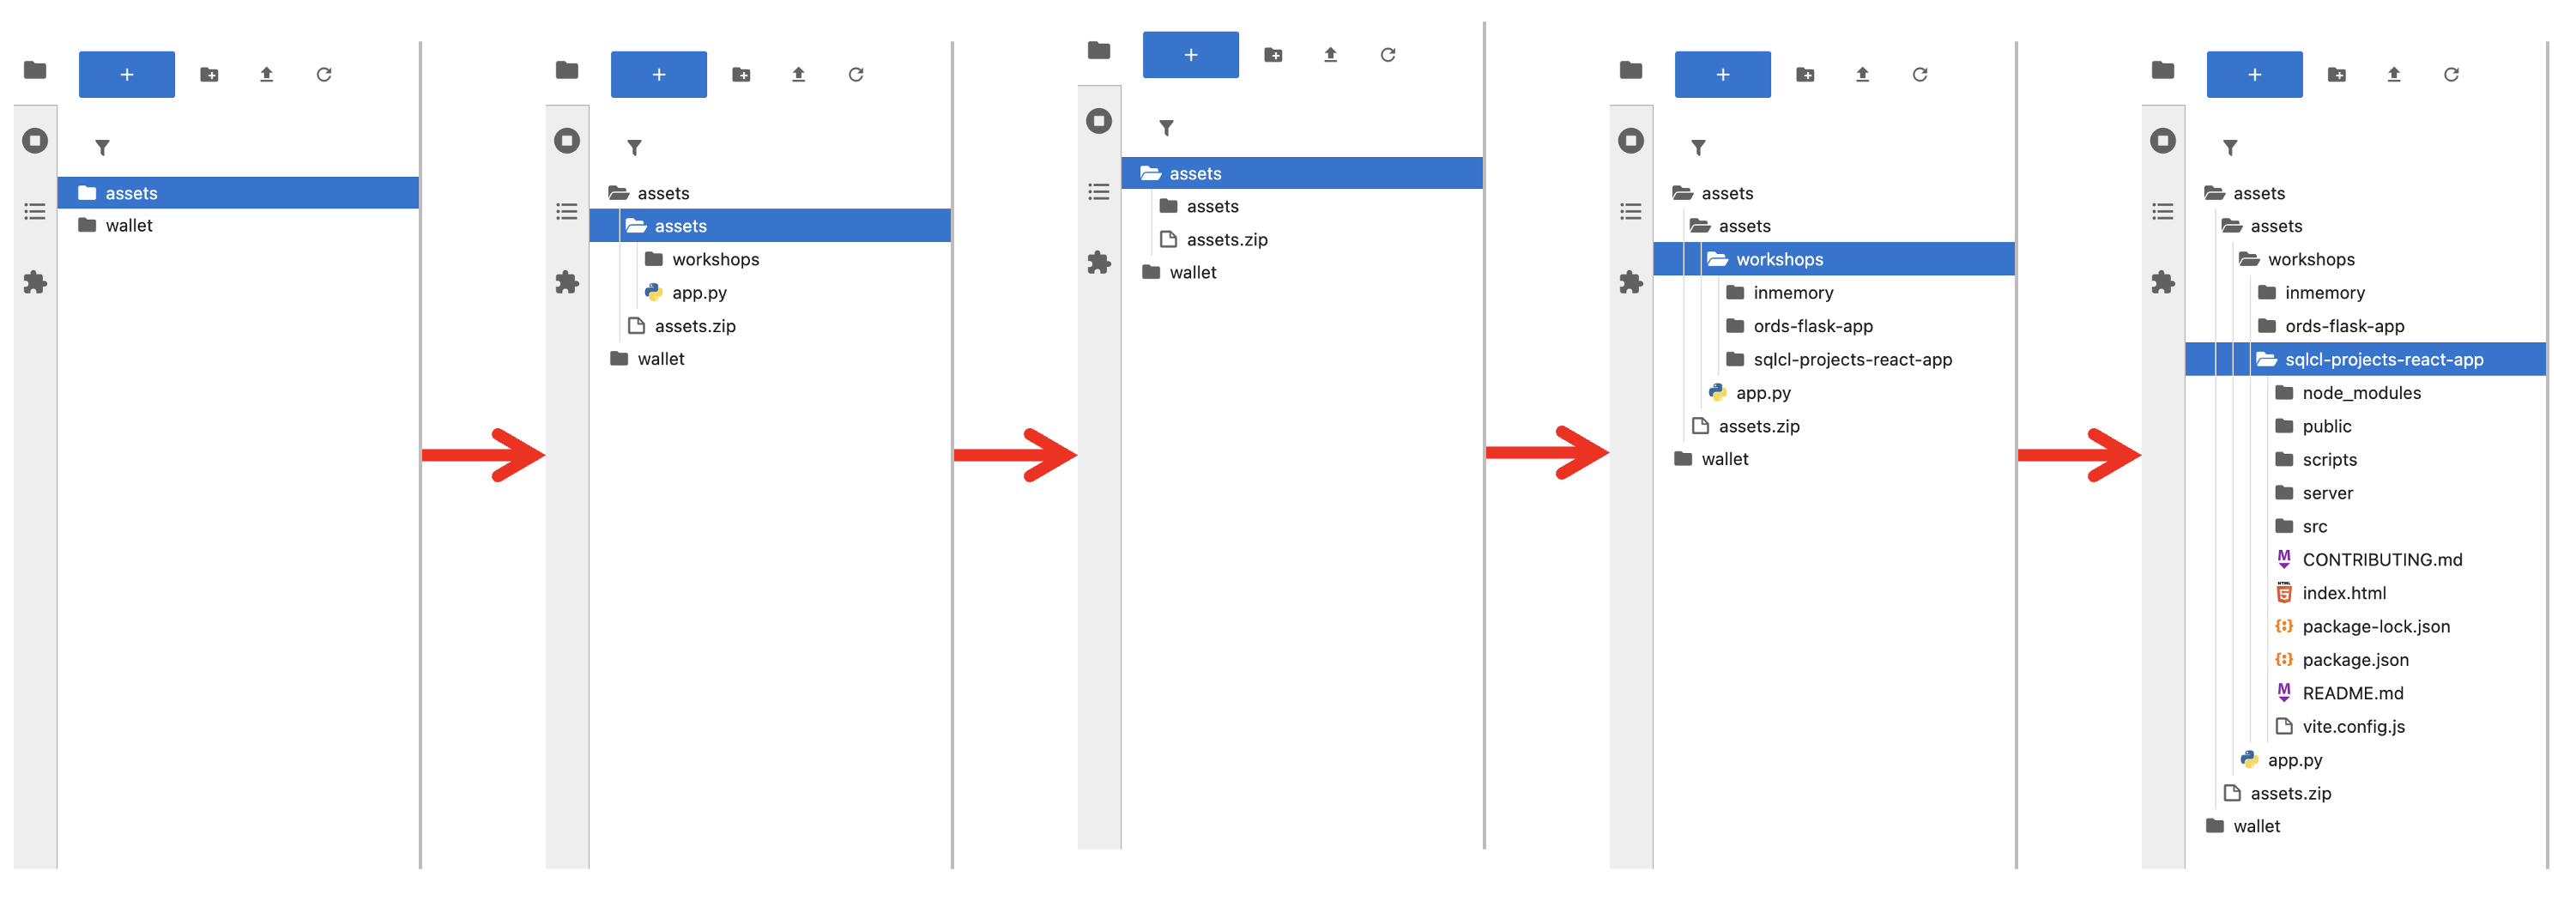 assets
wallet
assets
assets
workshops
app.py
assets.zip
wallet
assets
assets
assets.zip
wallet
assets
assets
workshops
inmemory
ords-flask-app
sqlcl-projects-react-app
app.py
assets.zip
wallet
assets
assets
workshops
inmemory
ords-flask-app
sqlcl-projects-react-app
node_modules
public
scripts
server
src
CONTRIBUTING.md
index.html
package-lock.json
package.json
README.md
vite.config.js
app.py
assets.zip
wallet